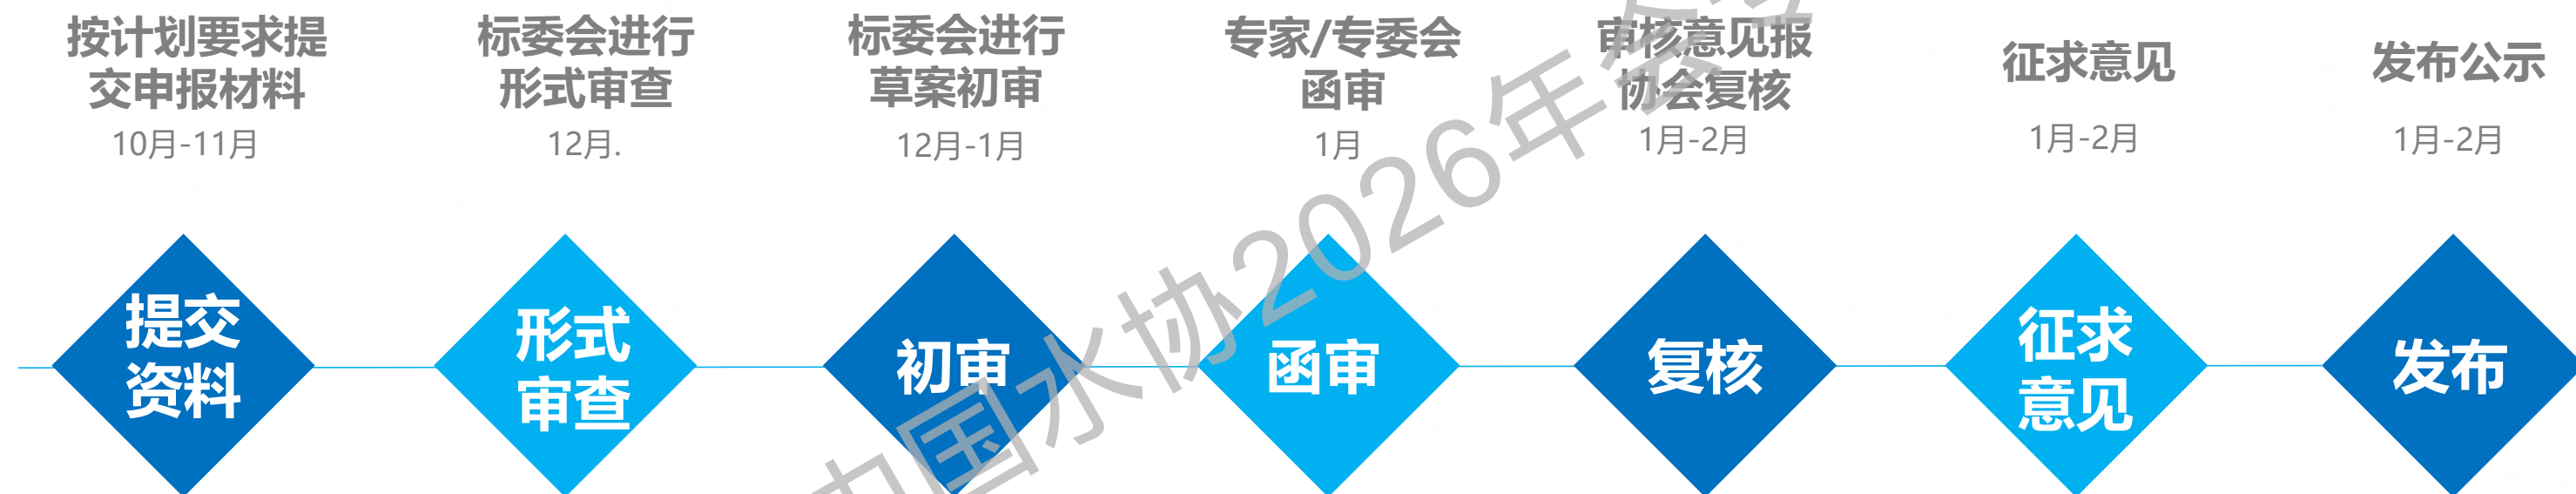 按计划要求提
交申报材料
10月-11月
标委会进行
形式审查
12月.
标委会进行
草案初审
12月-1月
专家/专委会
函审
1月
审核意见报
协会复核
1月-2月
征求意见
1月-2月
发布公示
1月-2月
提交
资料
形式
审查
初审
函审
复核
征求
意见
发布
中国水协2026年会